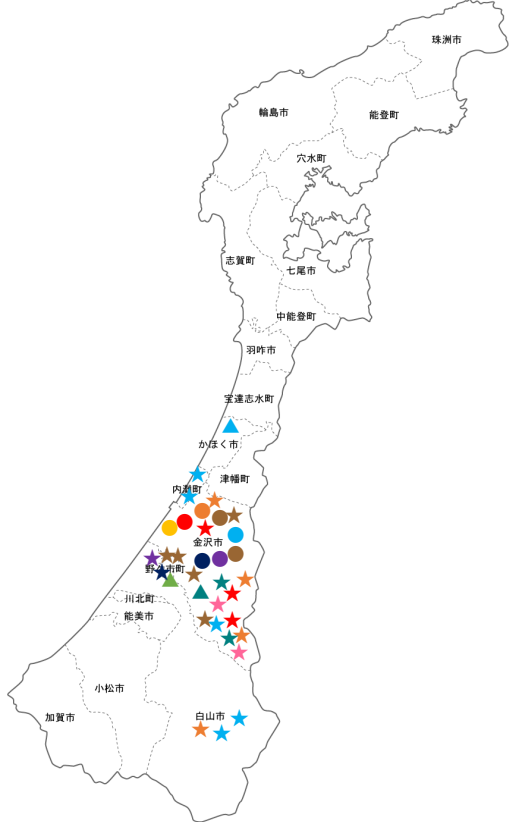 珠洲市
輪島市
能登町
穴水町
志賀町
七尾市
中能登町
羽咋市
宝達志水町
かほく市
津幡町
内灘町
金沢市
野々市町
川北町
能美市
小松市
白山市
加賀市